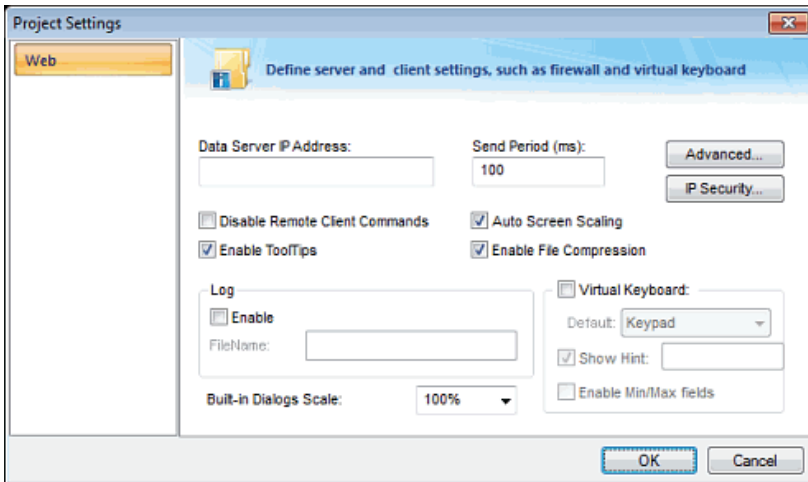 Project Settings
Web
Define server and client settings, such as firewall and virtual keyboard
Data Server IP Address:
Send Period (ms):
100
Advanced...
IP Security...
Disable Remote Client Commands
Auto Screen Scaling
Enable ToolTips
Enable File Compression
Log
Enable
FileName:
Virtual Keyboard:
Default: Keypad
Show Hint:
Enable Min/Max fields
Built-in Dialogs Scale: 100%
OK
Cancel